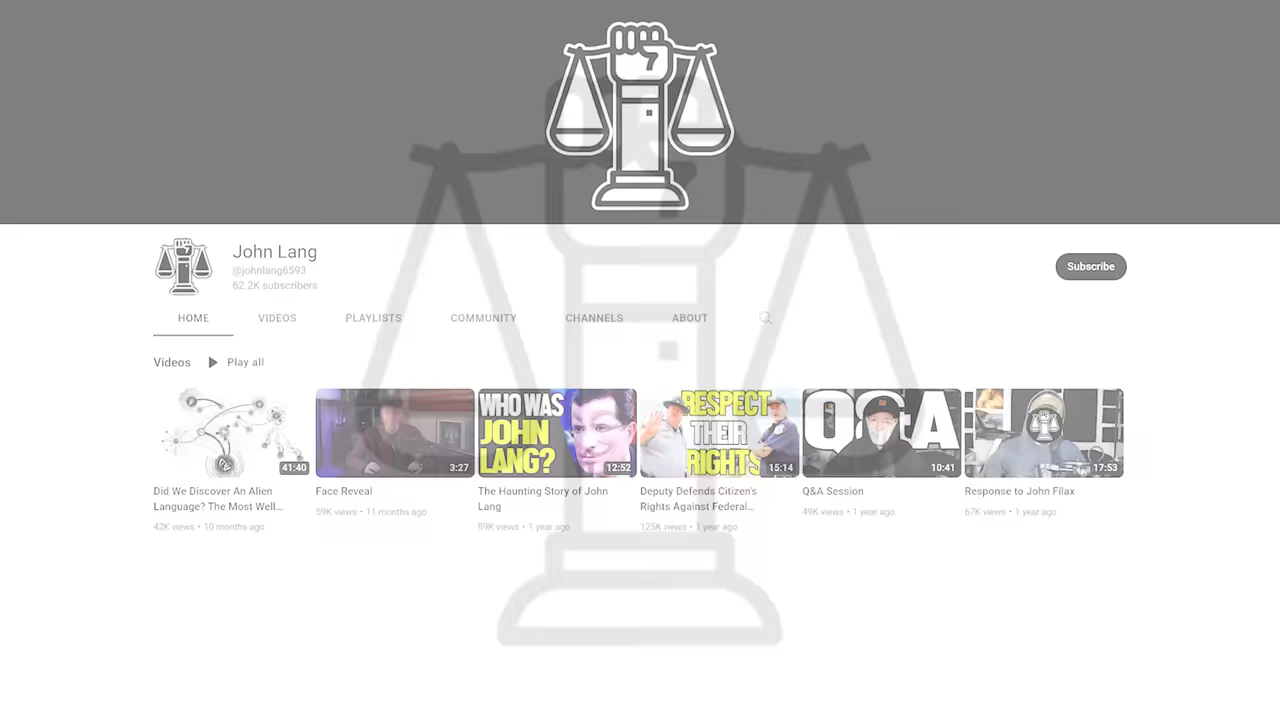 John Lang
@johnlang6593
62.2K subscribers
Subscribe
HOME VIDEOS PLAYLISTS COMMUNITY CHANNELS ABOUT
Videos Play all
41:40
3:27
WHO WAS
JOHN
LANG?
12:52
RESPECT
THEIR
RIGHTS
15:14
Q&A
10:41
17:53
Did We Discover An Alien
Language? The Most Well...
42K views • 10 months ago
Face Reveal
59K views • 11 months ago
The Haunting Story of John
Lang
89K views • 1 year ago
Deputy Defends Citizen's
Rights Against Federal...
125K views • 1 year ago
Q&A Session
49K views • 1 year ago
Response to John Filax
67K views • 1 year ago